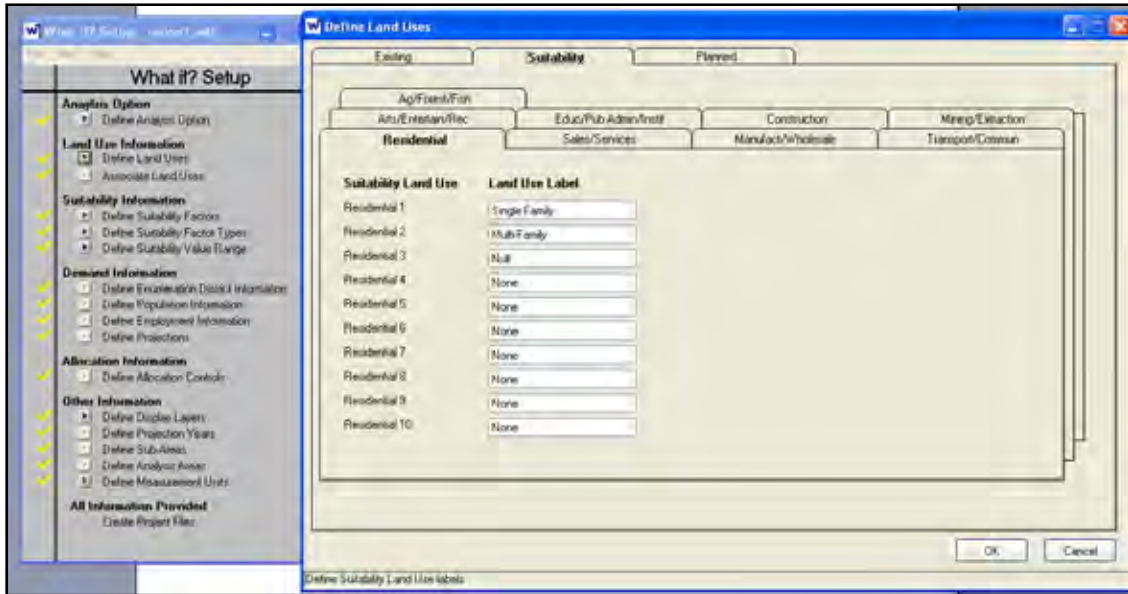 What if? Setup
Define Land Uses
What if? Setup
Analysis Option
Define Analysis Option
Land Use Information
Define Land Uses
Associate Land Uses
Suitability Information
Define Suitability Factors
Define Suitability Factor Types
Define Suitability Value Range
Demand Information
Define Enumeration District Information
Define Population Information
Define Employment Information
Define Projections
Allocation Information
Define Allocation Controls
Other Information
Define Display Layers
Define Projection Years
Define Sub-Areas
Define Analysis Areas
Define Measurement Units
All Information Provided
Create Project Files
Existing Suitability Planned
Ag/Forest/Fish
Arts/Entertain/Rec Educ/Pub Admin/Instit Construction Mining/Extraction
Residential Sales/Services Manufact/Wholesale Transport/Commun
Suitability Land Use Land Use Label
Residential 1 Single Family
Residential 2 Multi-Family
Residential 3 Null
Residential 4 None
Residential 5 None
Residential 6 None
Residential 7 None
Residential 8 None
Residential 9 None
Residential 10 None
OK Cancel
Define Suitability Land Use labels